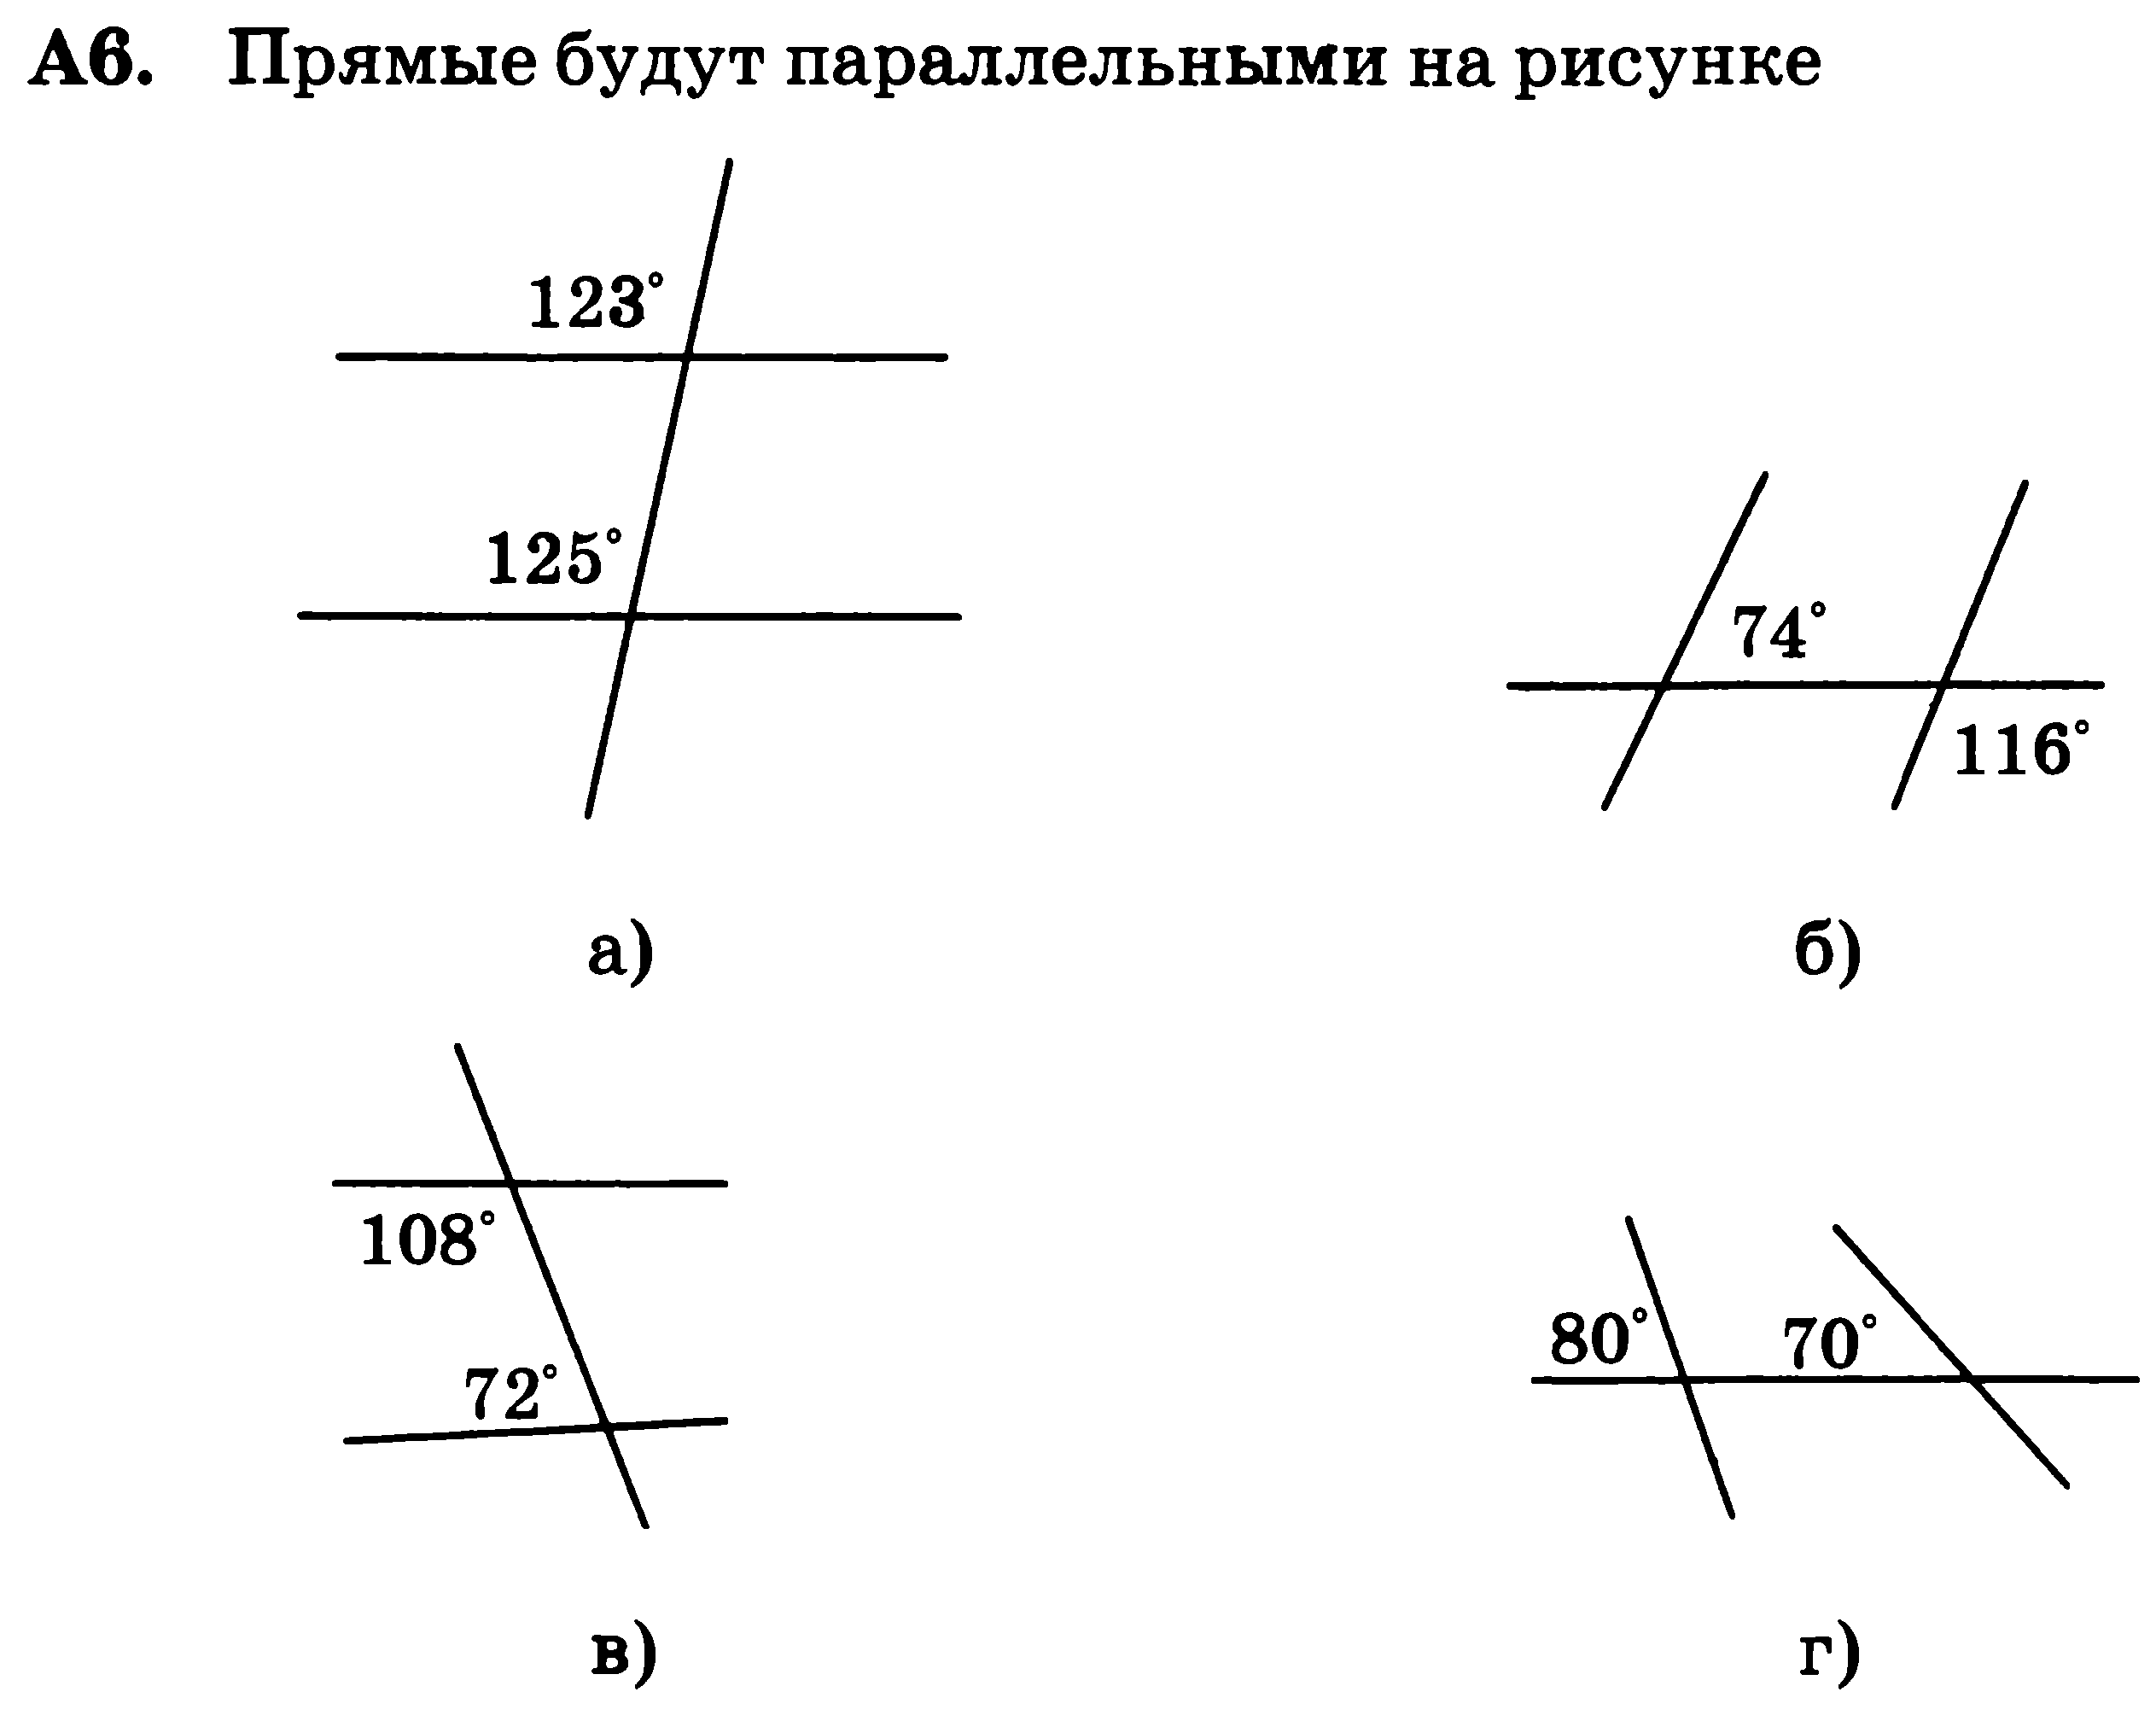 А6. Прямые будут параллельными на рисунке
123°
125°
74°
116°
а)
б)
108°
72°
80°
70°
в)
г)